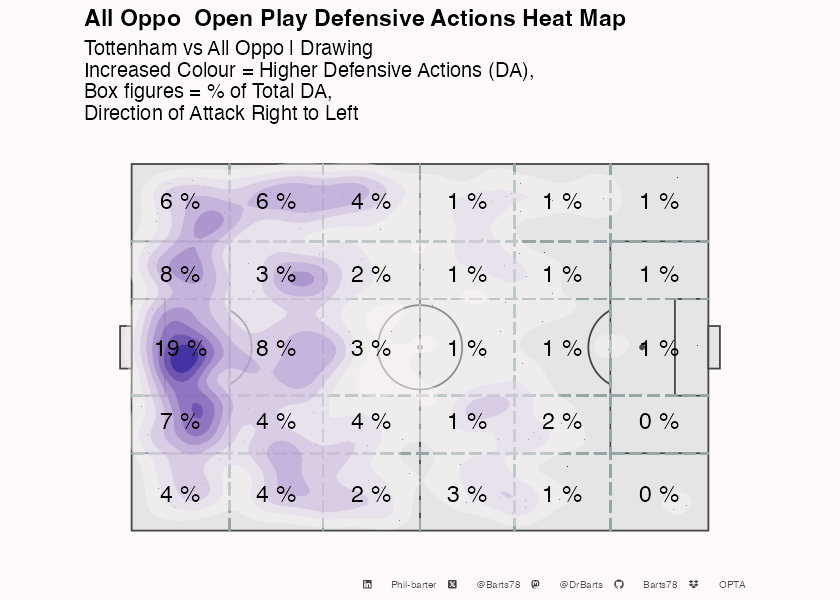 All Oppo  Open Play Defensive Actions Heat Map
Tottenham vs All Oppo | Drawing
Increased Colour = Higher Defensive Actions (DA),
Box figures = % of Total DA,
Direction of Attack Right to Left
6 % 6 % 4 % 1 % 1 % 1 %
8 % 3 % 2 % 1 % 1 % 1 %
19 % 8 % 3 % 1 % 1 % 1 %
7 % 4 % 4 % 1 % 2 % 0 %
4 % 4 % 2 % 3 % 1 % 0 %
Phil-barter @Barts78 @DrBarts Barts78 OPTA